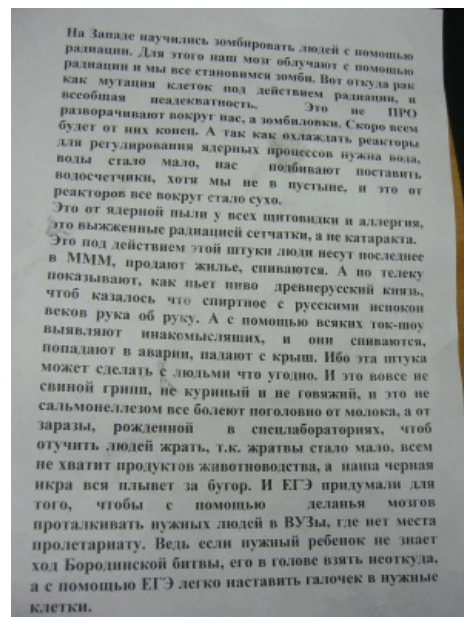 На Западе научились зомбировать людей с помощью
радиации. Для этого наш мозг облучают с помощью
радиации и мы все становимся зомби. Вот откуда рак
как мутация клеток под действием радиации, и
всеобщая неадекватность. Это не ПРО
разворачивают вокруг нас, а зомбиловки. Скоро всем
будет от них конец. А так как охлаждать реакторы
для регулирования ядерных процессов нужна вода,
воды стало мало, нас подбивают поставить
водосчетчики, хотя мы не в пустыне, и это от
реакторов все вокруг стало сухо.
Это от ядерной пыли у всех щитовидки и аллергия,
это выжженные радиацией сетчатки, а не катаракта.
Это под действием этой штуки люди несут последнее
в МММ, продают жилье, спиваются. А по телеку
показывают, как пьет пиво древнерусский князь,
чтоб казалось что спиртное с русскими испокон
веков рука об руку. А с помощью всяких ток-шоу
выявляют инакомыслящих, и они спиваются,
попадают в аварии, падают с крыш. Ибо эта штука
может сделать с людьми что угодно. И это вовсе не
свиной грипп, не куриный и не говяжий, и это не
сальмонеллезом все болеют поголовно от молока, а от
заразы, рожденной в спецлабораториях, чтоб
отучить людей жрать, т.к. жратвы стало мало, всем
не хватит продуктов животноводства, а наша черная
икра вся плывет за бугор. И ЕГЭ придумали для
того, чтобы с помощью деланья мозгов
проталкивать нужных людей в ВУЗы, где нет места
пролетариату. Ведь если нужный ребенок не знает
ход Бородинской битвы, его в голове взять неоткуда,
а с помощью ЕГЭ легко наставить галочек в нужные
клетки.